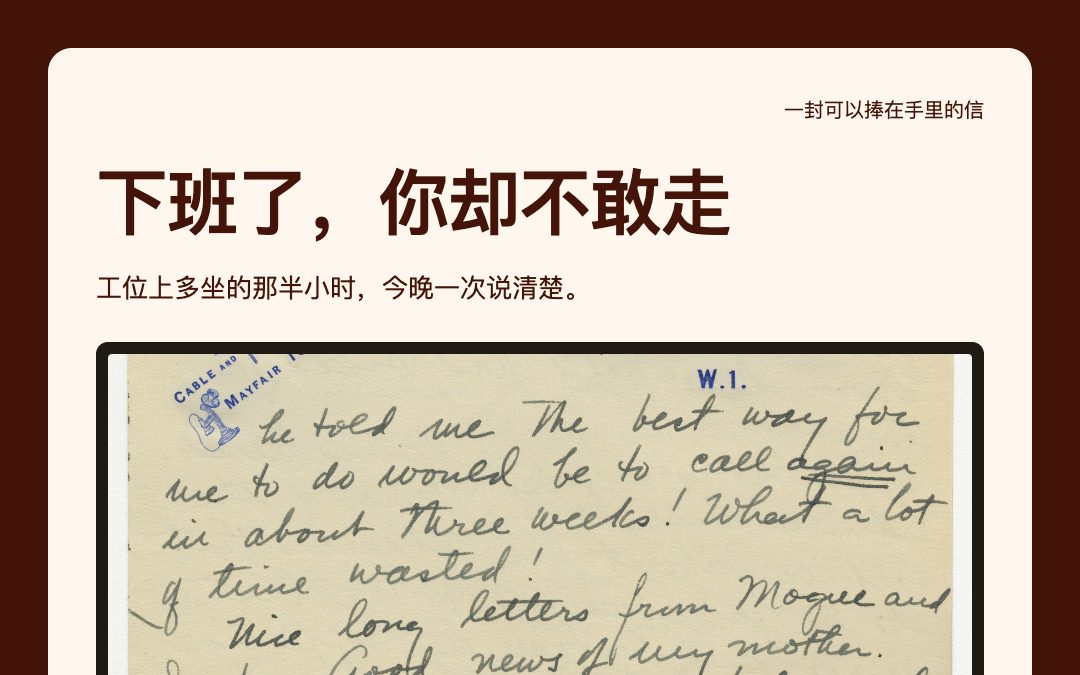 一封可以捧在手里的信
下班了，你却不敢走
工位上多坐的那半小时，今晚一次说清楚。
CABLE AND
MAYFAIR
W.1.
he told me The best way for
me to do would be to call again
in about Three weeks! What a lot
of time wasted!
Nice long letters from Mogue and
Good news of my mother.